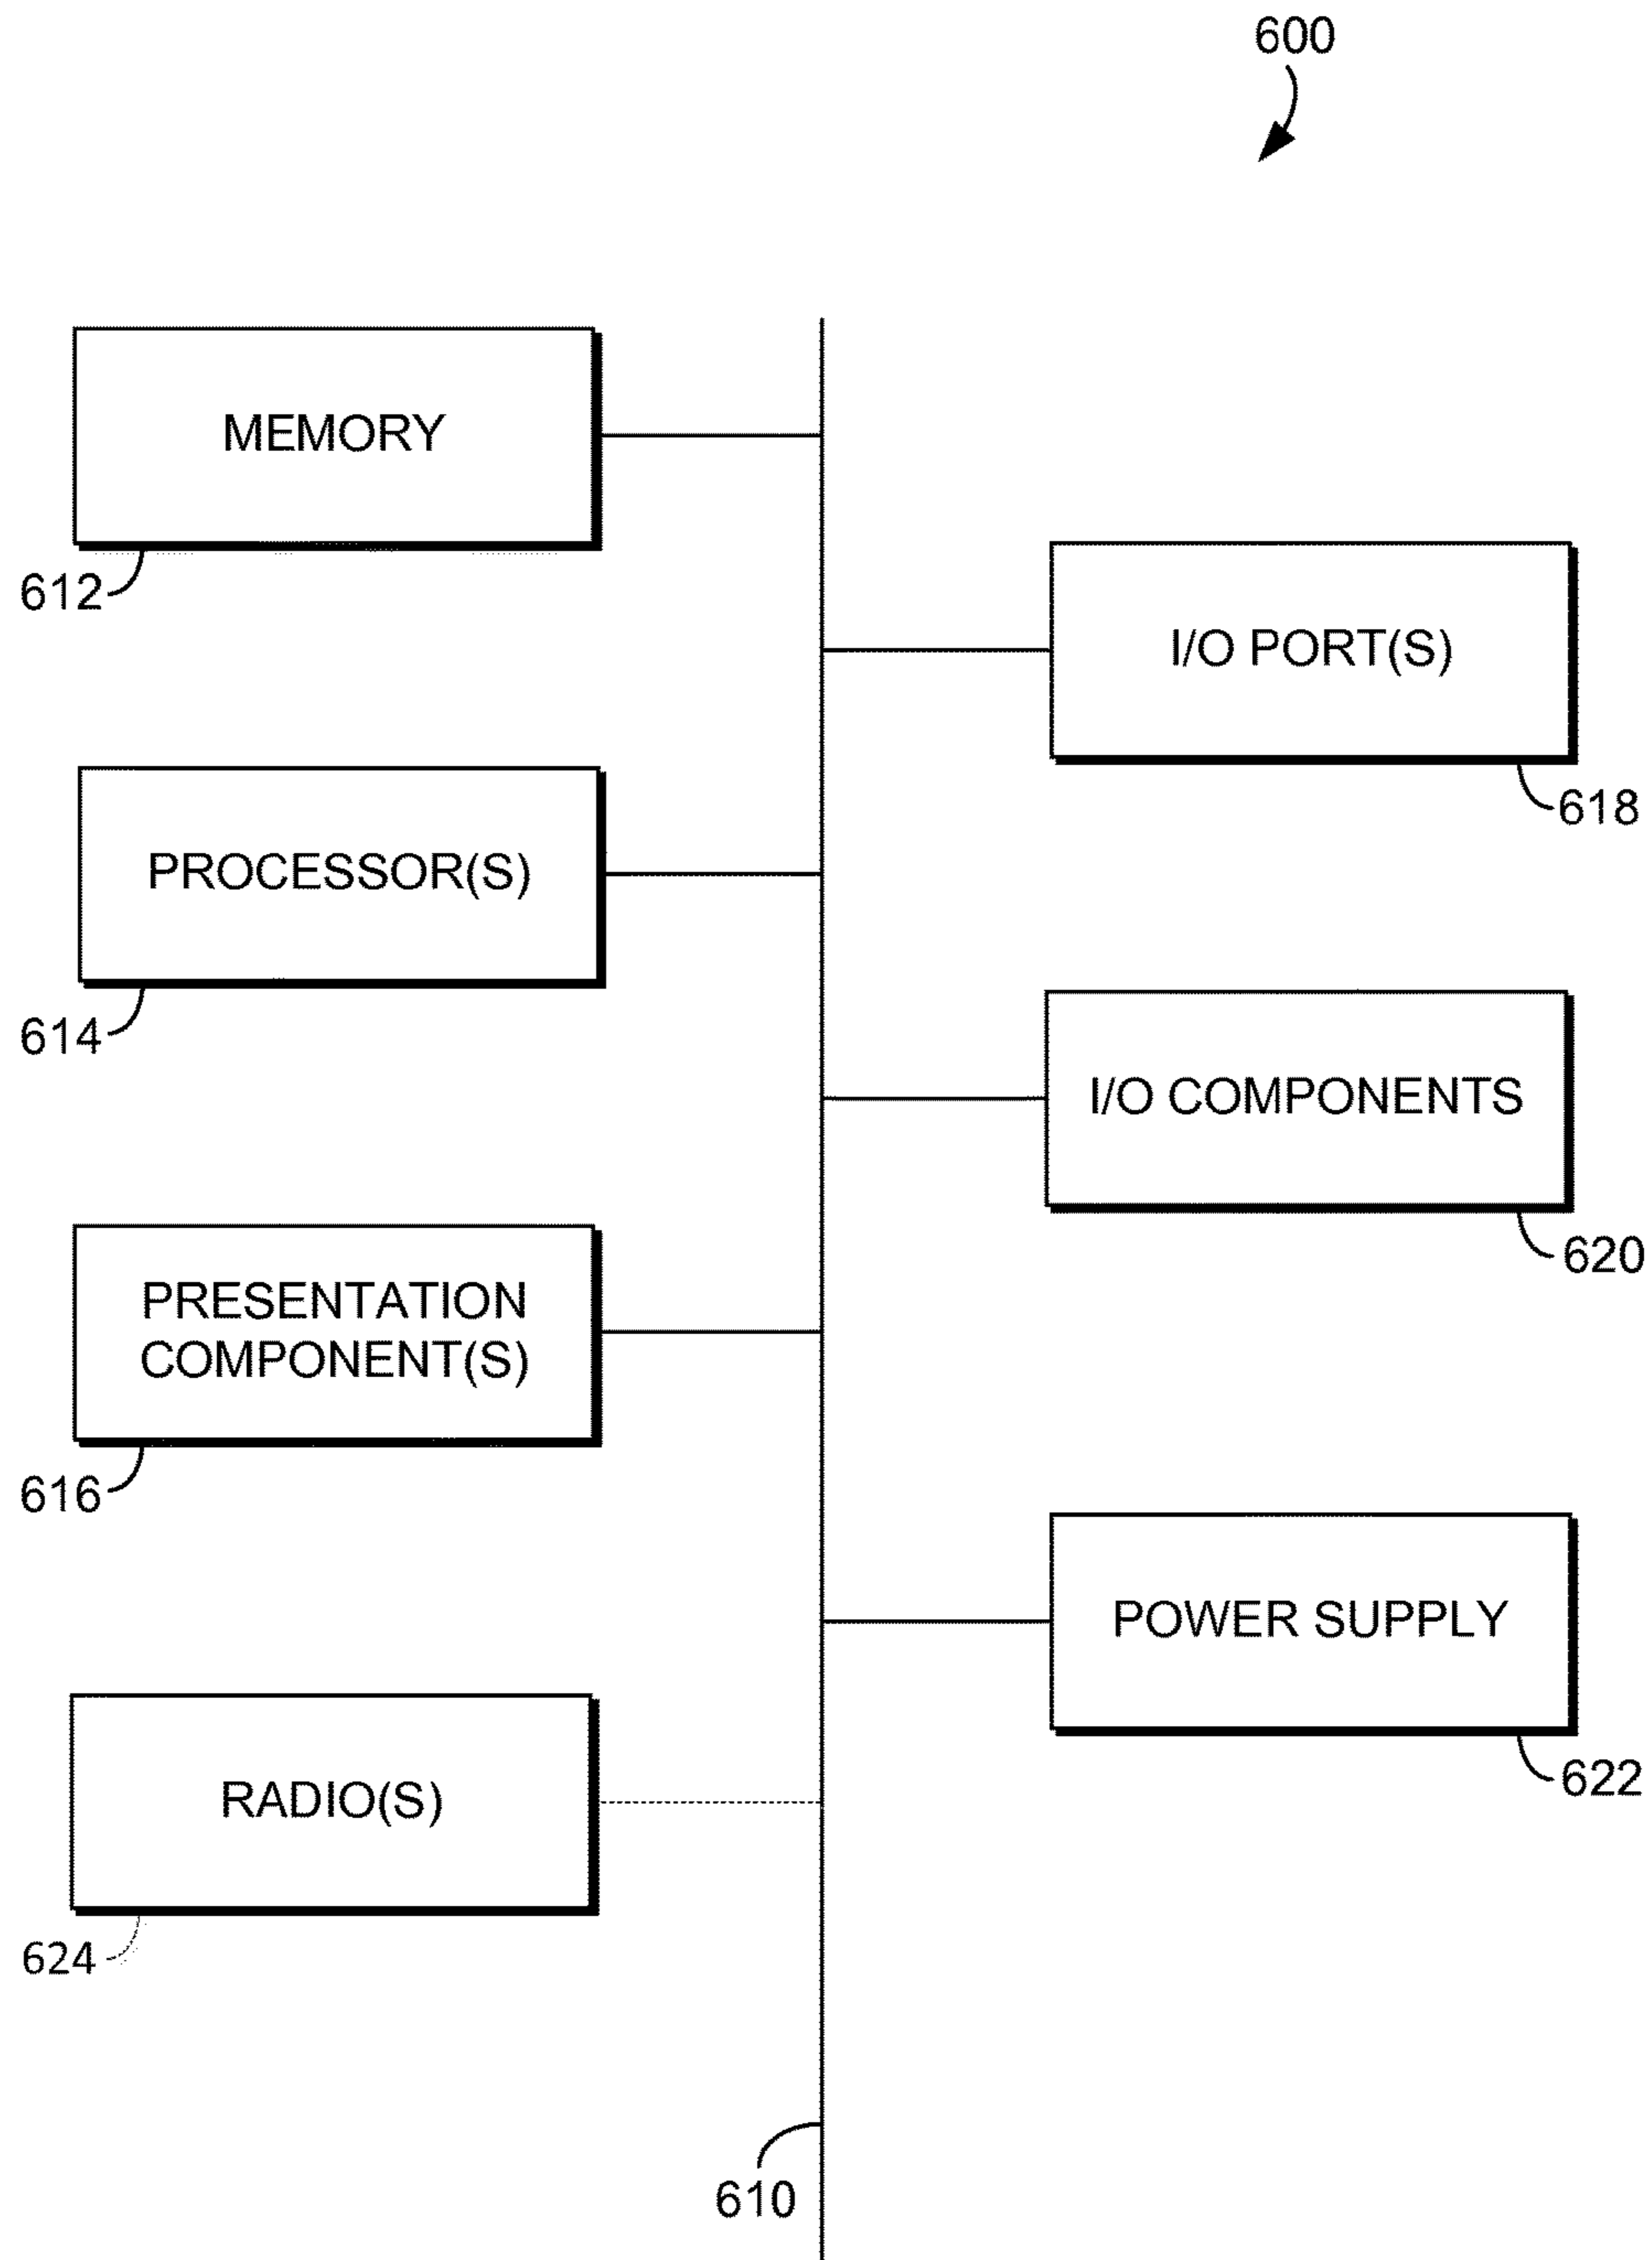 600
MEMORY
612
I/O PORT(S)
618
PROCESSOR(S)
614
I/O COMPONENTS
620
PRESENTATION
COMPONENT(S)
616
POWER SUPPLY
622
RADIO(S)
624
610